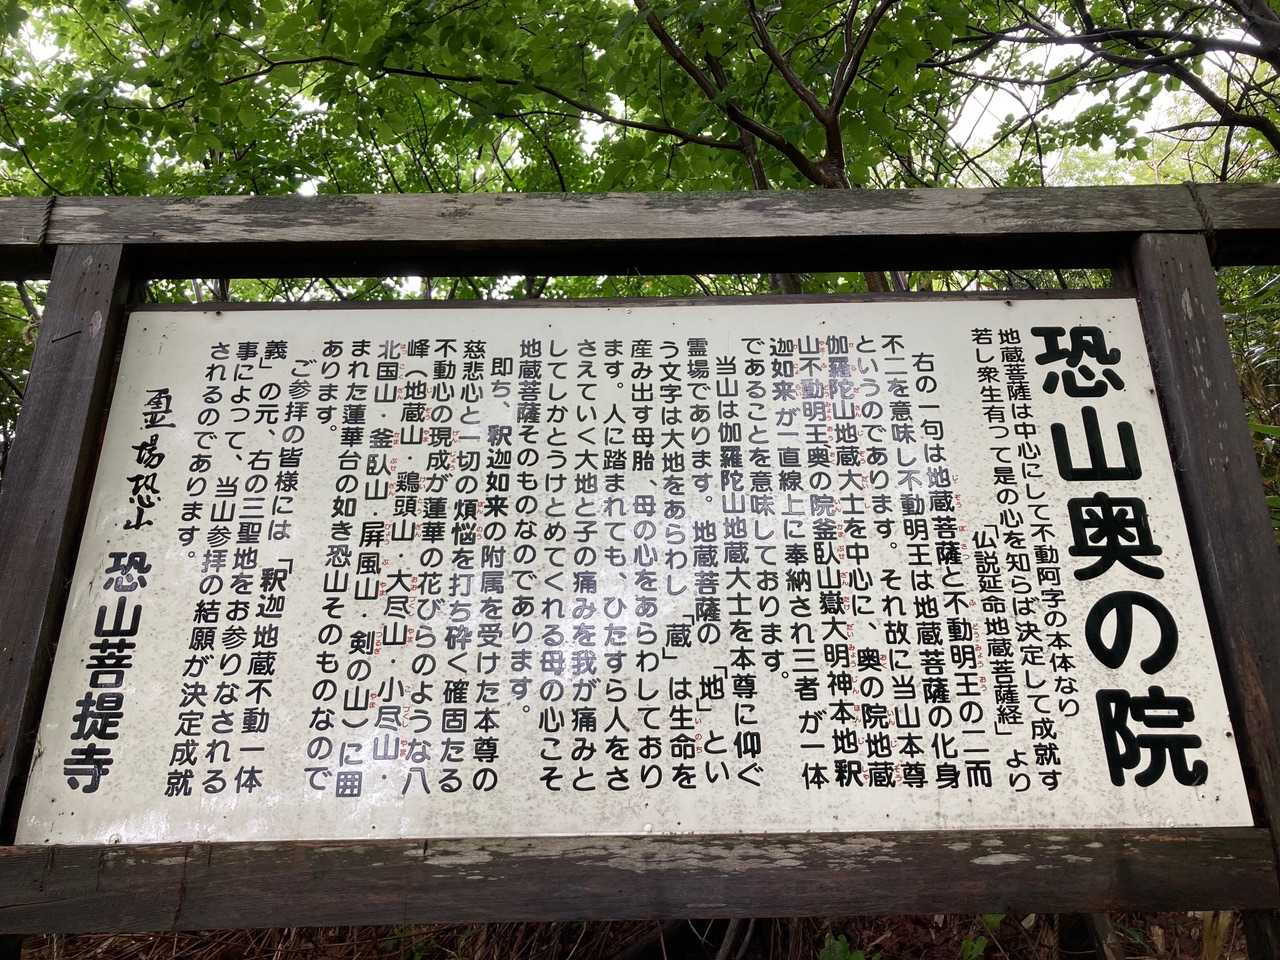 恐山奥の院
地蔵菩薩は中心にして不動阿字の本体なり
若し衆生有つて是の心を知らば決定して成就す
「仏説延命地蔵菩薩経」より
右の一句は地蔵菩薩と不動明王の二而
不二を意味し不動明王は地蔵菩薩の化身
というのであります。それ故に当山本尊
伽羅陀山地蔵大士を中心に、奥の院地蔵
山不動明王奥の院釜臥山嶽大明神本地釈
迦如来が一直線上に奉納され三者が一体
であることを意味しております。
当山は伽羅陀山地蔵大士を本尊に仰ぐ
霊場であります。地蔵菩薩の「地」とい
う文字は大地をあらわし「蔵」は生命を
産み出す母胎、母の心をあらわしており
ます。人に踏まれても、ひたすら人をさ
さえていく大地と子の痛みを我が痛みと
してしかとうけとめてくれる母の心こそ
地蔵菩薩そのものなのであります。
即ち、釈迦如来の附属を受けた本尊の
慈悲心と一切の煩悩を打ち砕く確固たる
不動心の現成が蓮華の花びらのような八
峰（地蔵山・鶏頭山・大尽山・小尽山・
北国山・釜臥山・屏風山・剣の山）に囲
まれた蓮華台の如き恐山そのものなので
あります。
ご参拝の皆様には「釈迦地蔵不動一体
義」の元、右の三聖地をお参りなされる
事によって、当山参拝の結願が決定成就
されるのであります。
霊場恐山 恐山菩提寺